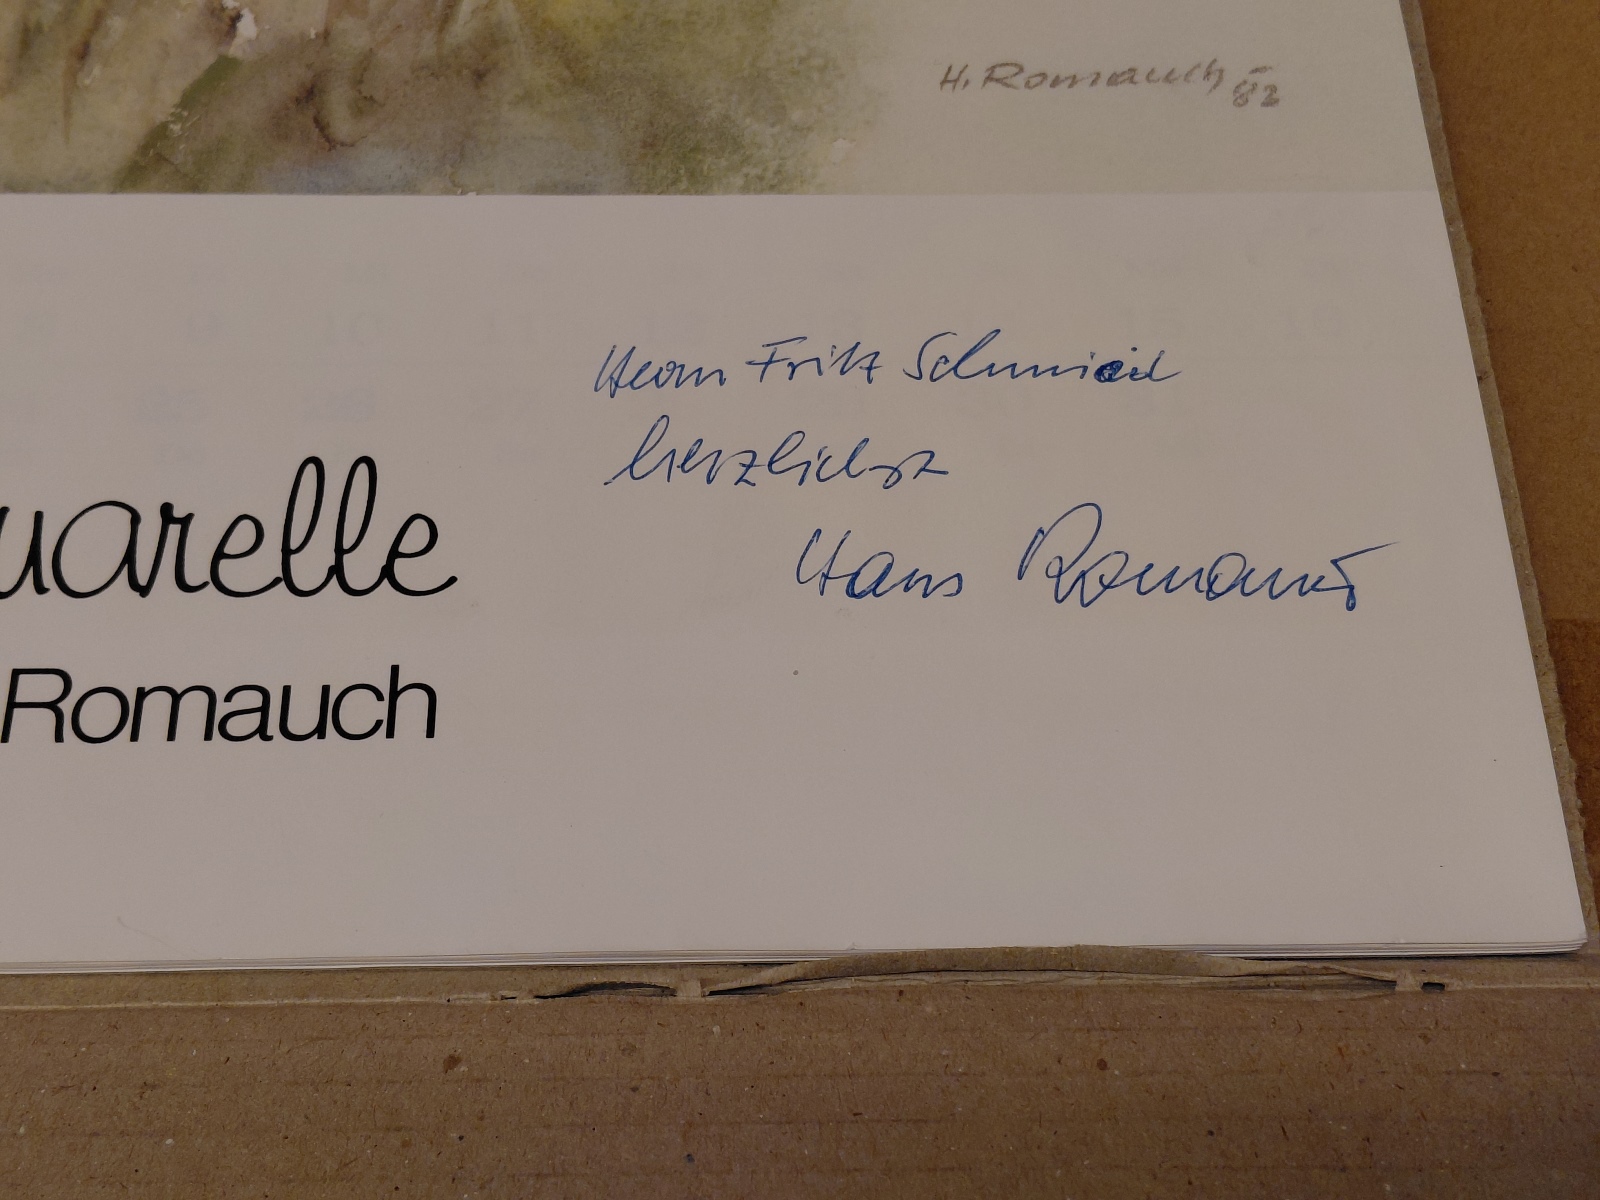 H. Romauch 82
Herrn Fritz Schmied
herzlichst
Hans Romauch
uarelle
Romauch